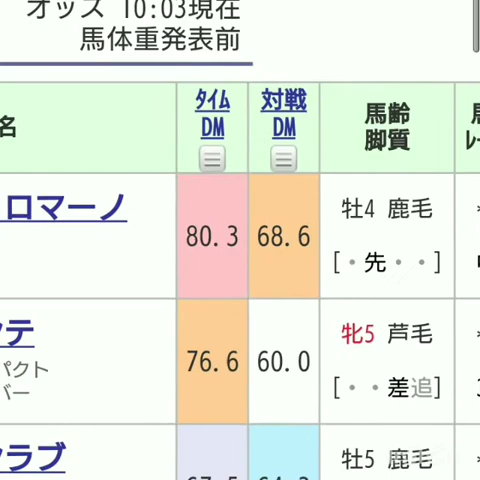 オッズ 10:03現在
馬体重発表前
名
ﾀｲﾑ
DM
対戦
DM
馬齢
脚質
ロマーノ
80.3
68.6
牡4 鹿毛
[・先・・]
テ
パクト
バー
76.6
60.0
牝5 芦毛
[・・差追]
ラブ
牡5 鹿毛